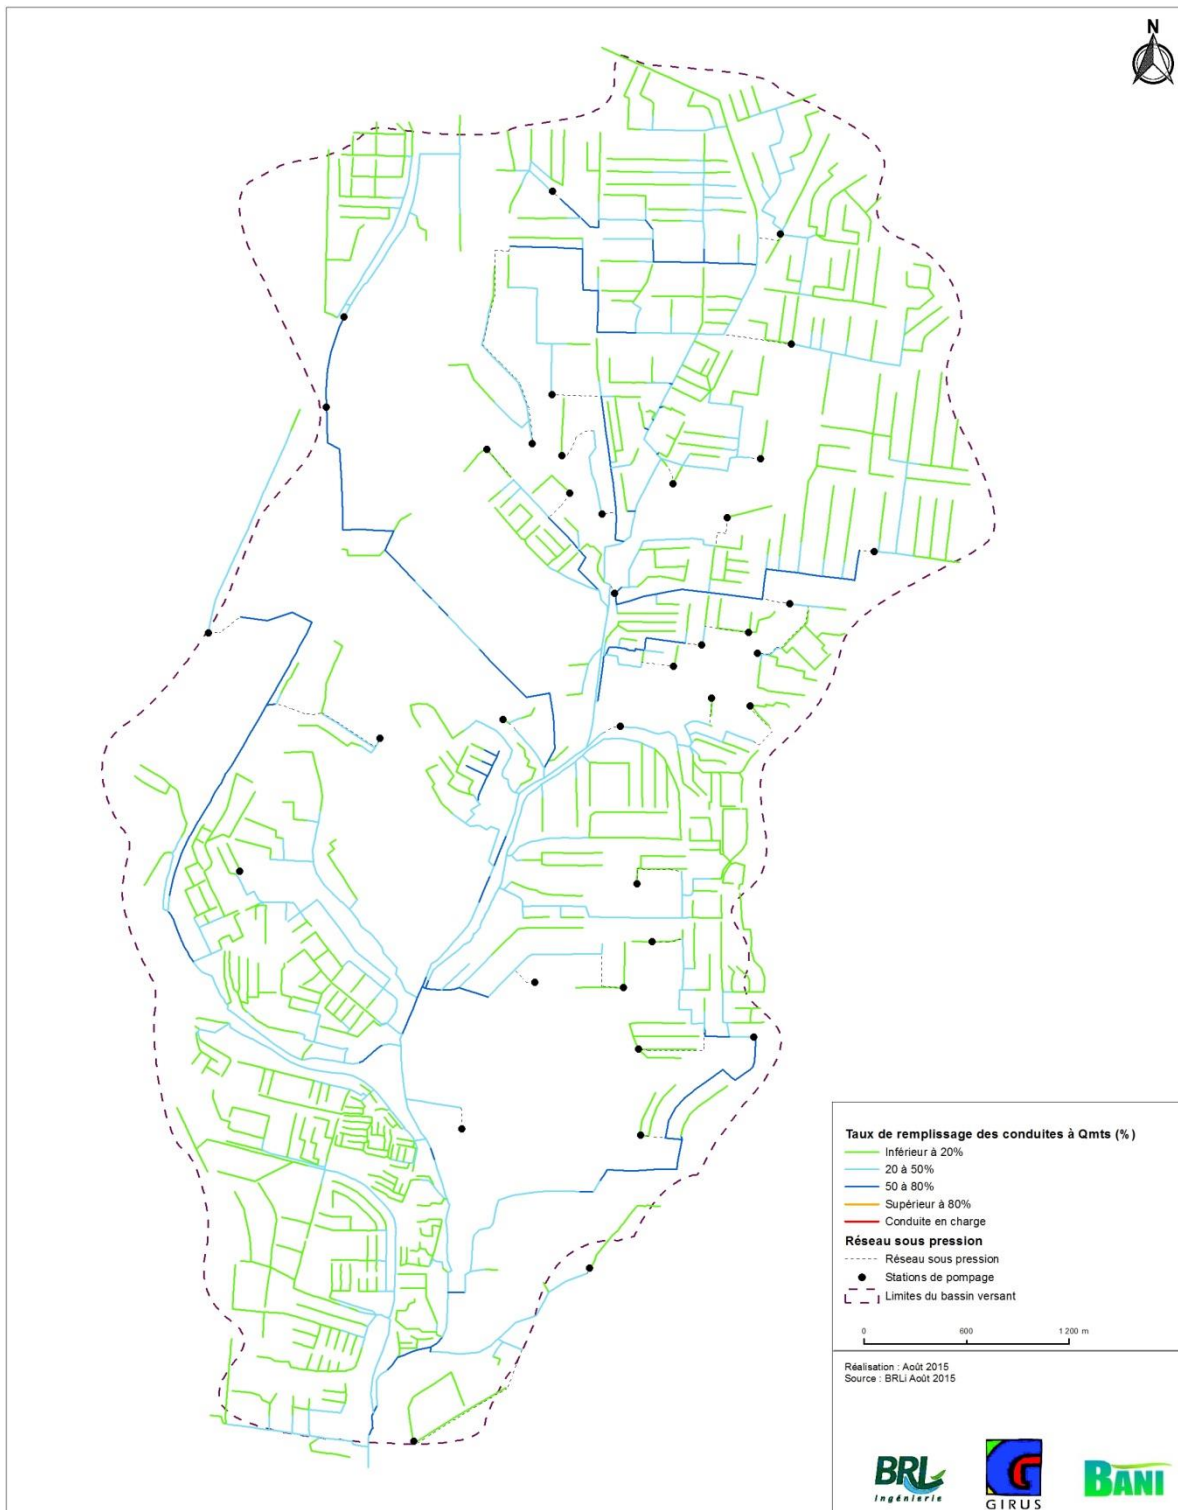 N
Taux de remplissage des conduites à Qmts (%)
Inférieur à 20%
20 à 50%
50 à 80%
Supérieur à 80%
Conduite en charge
Réseau sous pression
Réseau sous pression
Stations de pompage
Limites du bassin versant
0 600 1 200 m
Réalisation : Août 2015
Source : BRLi Août 2015
BRL
Ingénierie
GIRUS
BANI